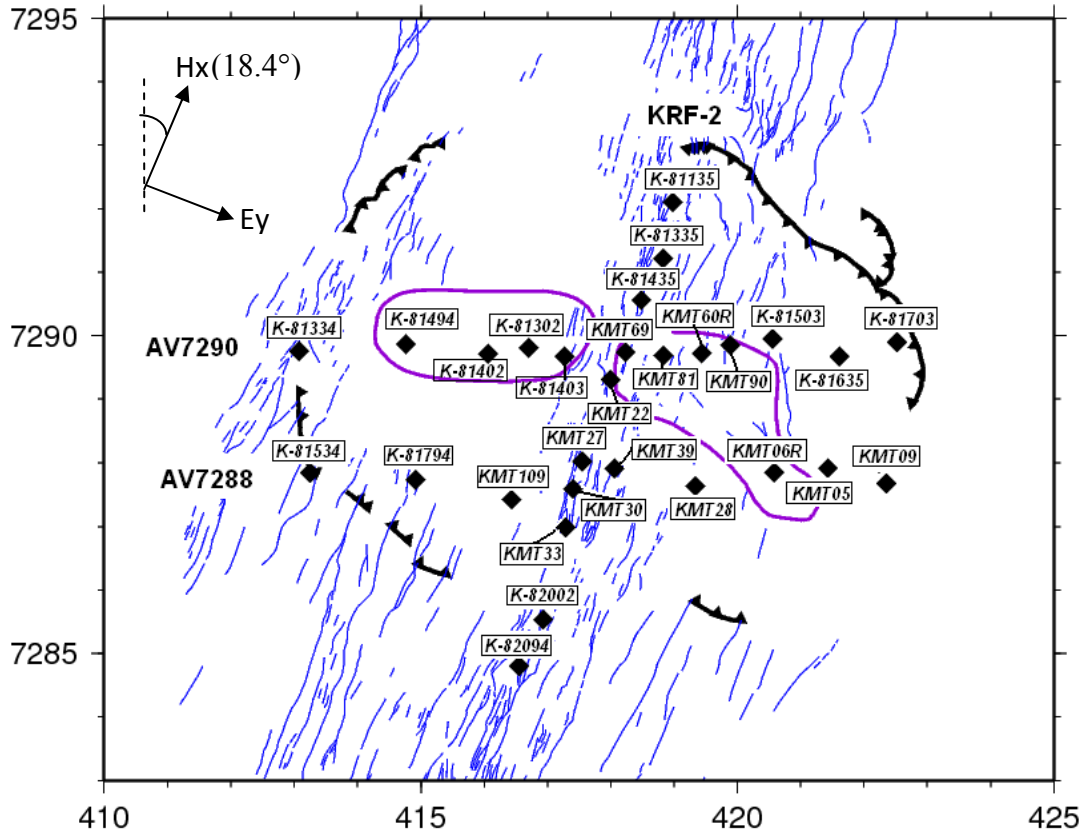 7295
Hx(18.4°)
KRF-2
K-81135
Ey
K-81335
K-81435
K-81494
K-81302
KMT69
KMT60R
K-81503
K-81703
K-81334
7290
AV7290
K-81402
K-81403
KMT81
KMT90
K-81635
KMT22
KMT27
KMT39
KMT06R
KMT09
K-81534
K-81794
AV7288
KMT109
KMT30
KMT28
KMT05
KMT33
K-82002
7285
K-82094
410
415
420
425